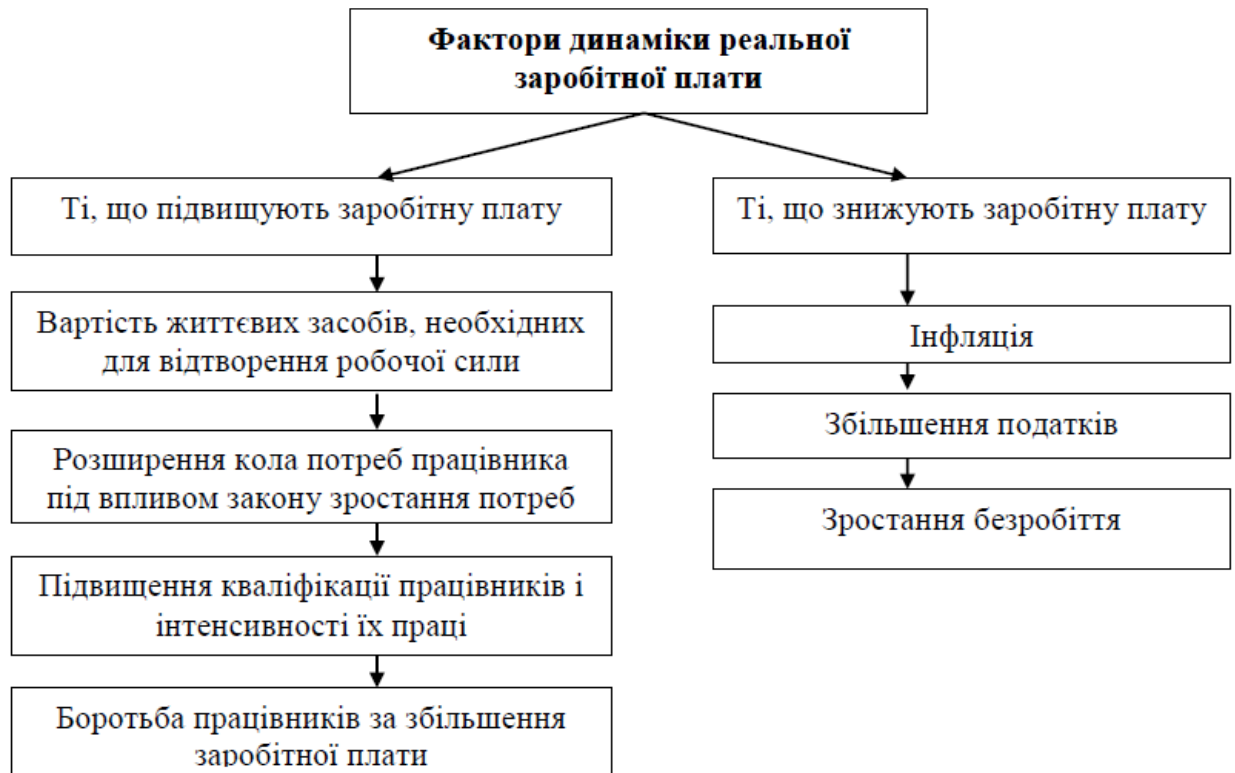 Фактори динаміки реальної
заробітної плати
Ті, що підвищують заробітну плату
Вартість життєвих засобів, необхідних
для відтворення робочої сили
Розширення кола потреб працівника
під впливом закону зростання потреб
Підвищення кваліфікації працівників і
інтенсивності їх праці
Боротьба працівників за збільшення
заробітної плати
Ті, що знижують заробітну плату
Інфляція
Збільшення податків
Зростання безробіття